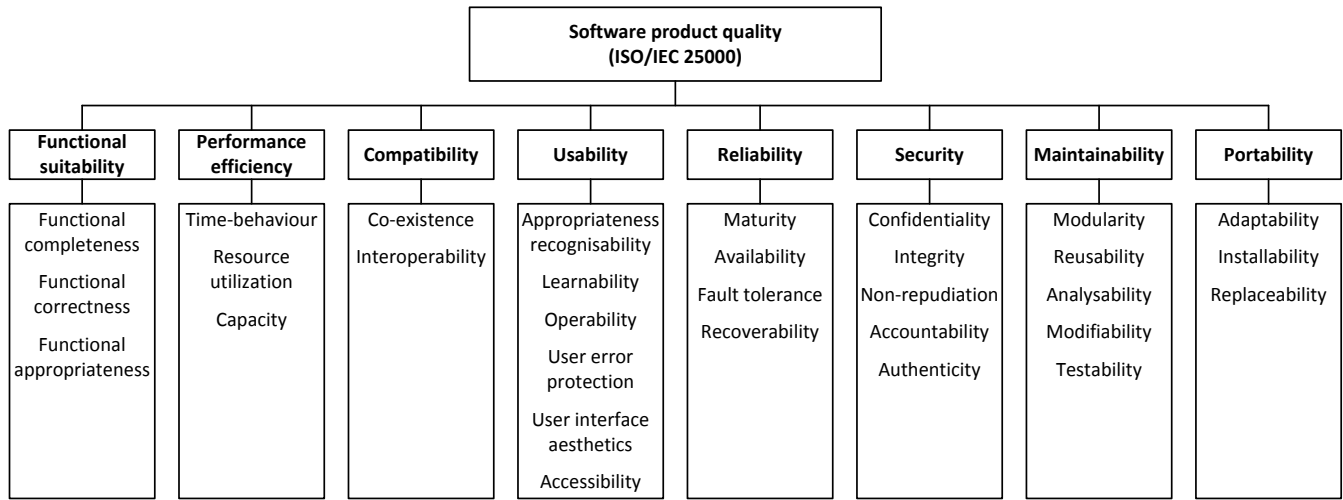 Software product quality
(ISO/IEC 25000)
Functional
suitability
Performance
efficiency
Compatibility
Usability
Reliability
Security
Maintainability
Portability
Functional
completeness
Functional
correctness
Functional
appropriateness
Time-behaviour
Resource
utilization
Capacity
Co-existence
Interoperability
Appropriateness
recognisability
Learnability
Operability
User error
protection
User interface
aesthetics
Accessibility
Maturity
Availability
Fault tolerance
Recoverability
Confidentiality
Integrity
Non-repudiation
Accountability
Authenticity
Modularity
Reusability
Analysability
Modifiability
Testability
Adaptability
Installability
Replaceability